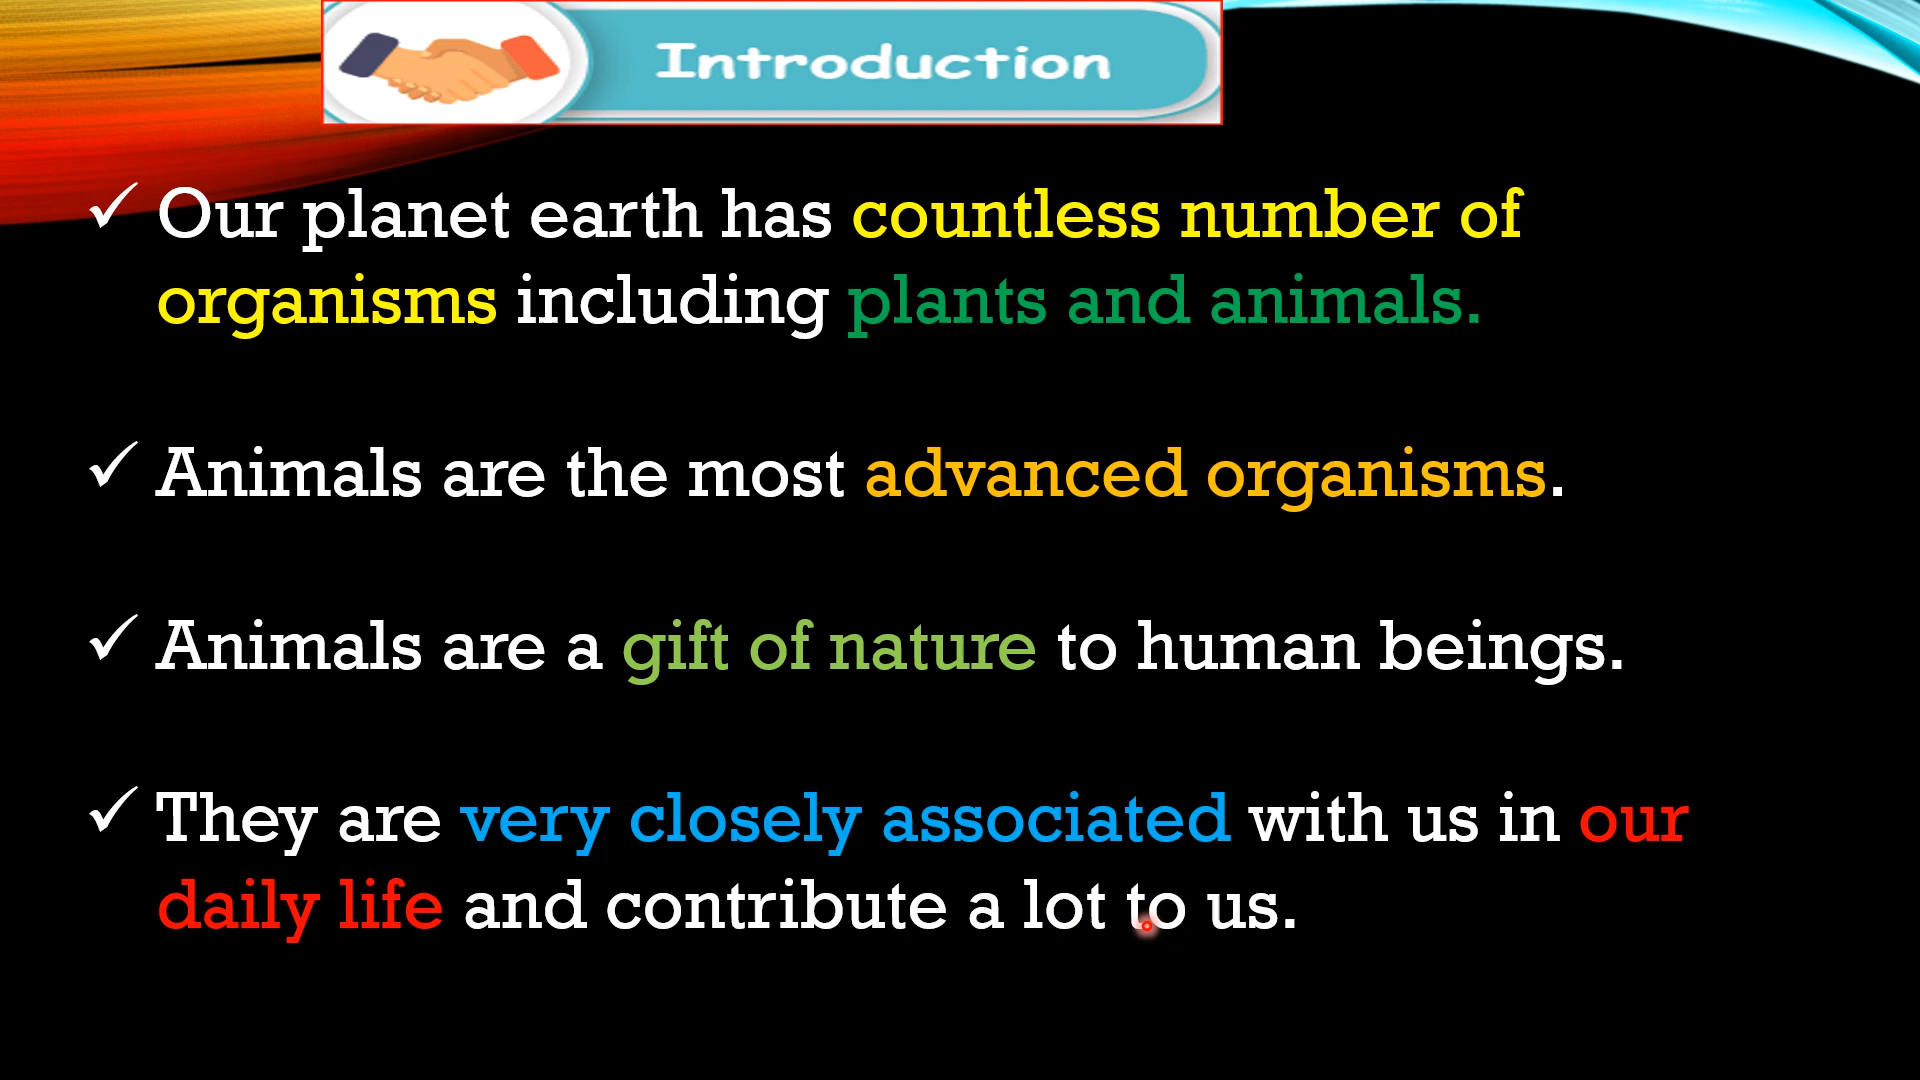 Introduction
✓ Our planet earth has countless number of
organisms including plants and animals.
✓ Animals are the most advanced organisms.
✓ Animals are a gift of nature to human beings.
✓ They are very closely associated with us in our
daily life and contribute a lot to us.